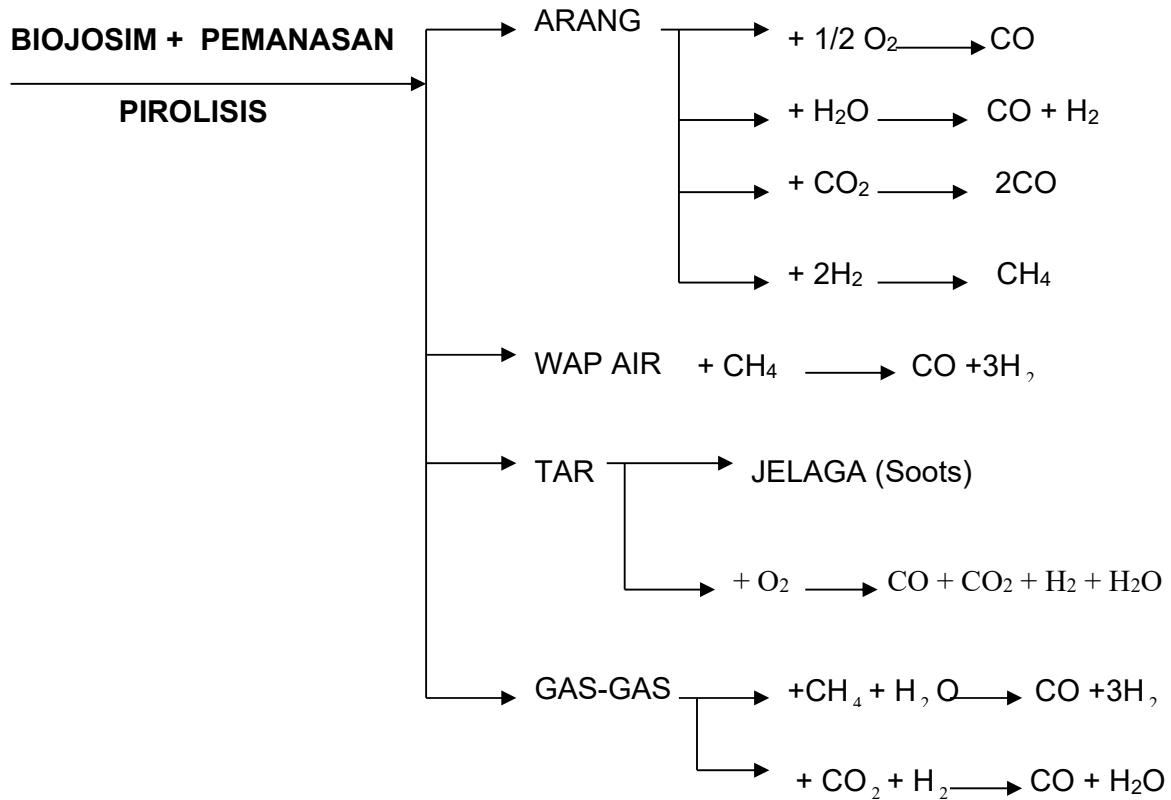 BIOJOSIM + PEMANASAN
PIROLISIS
ARANG
+ 1/2 O₂ CO
+ H₂O CO + H₂
+ CO₂ 2CO
+ 2H₂ CH₄
WAP AIR + CH₄ CO +3H₂
TAR JELAGA (Soots)
+ O₂ CO + CO₂ + H₂ + H₂O
GAS-GAS +CH₄ + H₂ O CO +3H₂
+ CO₂ + H₂ CO + H₂O